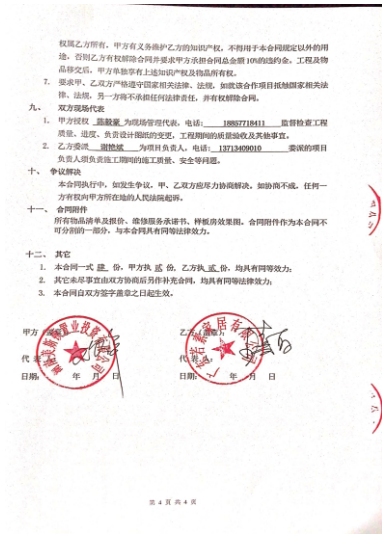 权属乙方所有，甲方有义务维护乙方的知识产权，不得用于本合同规定以外的用
途，否则乙方有权解除合同并要求甲方承担合同总金额 10%的违约金，工程及物
品移交后，甲方单独享有上述知识产权及物品所有权。
7. 要求甲、乙双方严格遵守国家相关法律、法规，如就该合作项目抵触国家相关法
律、法规，另一方将不承担任何法律责任，并有权解除合同。
九、 双方现场代表
1. 甲方授权 为现场管理代表，电话： 18857718411 监督检查工程
质量、进度、负责设计图纸的变更，工程期间的质量验收及其他事宜。
2. 乙方委派 为项目负责人，电话： 13713409010 委派的项目
负责人须负责施工期间的施工质量、安全等问题。
十、 争议解决
本合同执行中，如发生争议，甲、乙双方应尽力协商解决，如协商不成，任何一
方有权向甲方所在地的人民法院起诉。
十一、 合同附件
所有物品清单及报价、维修服务承诺书、样板房效果图。合同附件作为本合同不
可分割的一部分，与本合同具有同等法律效力。
十二、 其它
1. 本合同一式 肆 份，甲方执 贰 份，乙方执 贰 份，均具有同等效力；
2. 其它未尽事宜由双方协商后另作补充合同，均具有同等法律效力；
3. 本合同自双方签字盖章之日起生效。
甲方（盖章）： 乙方（盖章）：
代表 代表人：
日期： 年 月 日 日期： 年 月 日
第 4 页 共 4 页